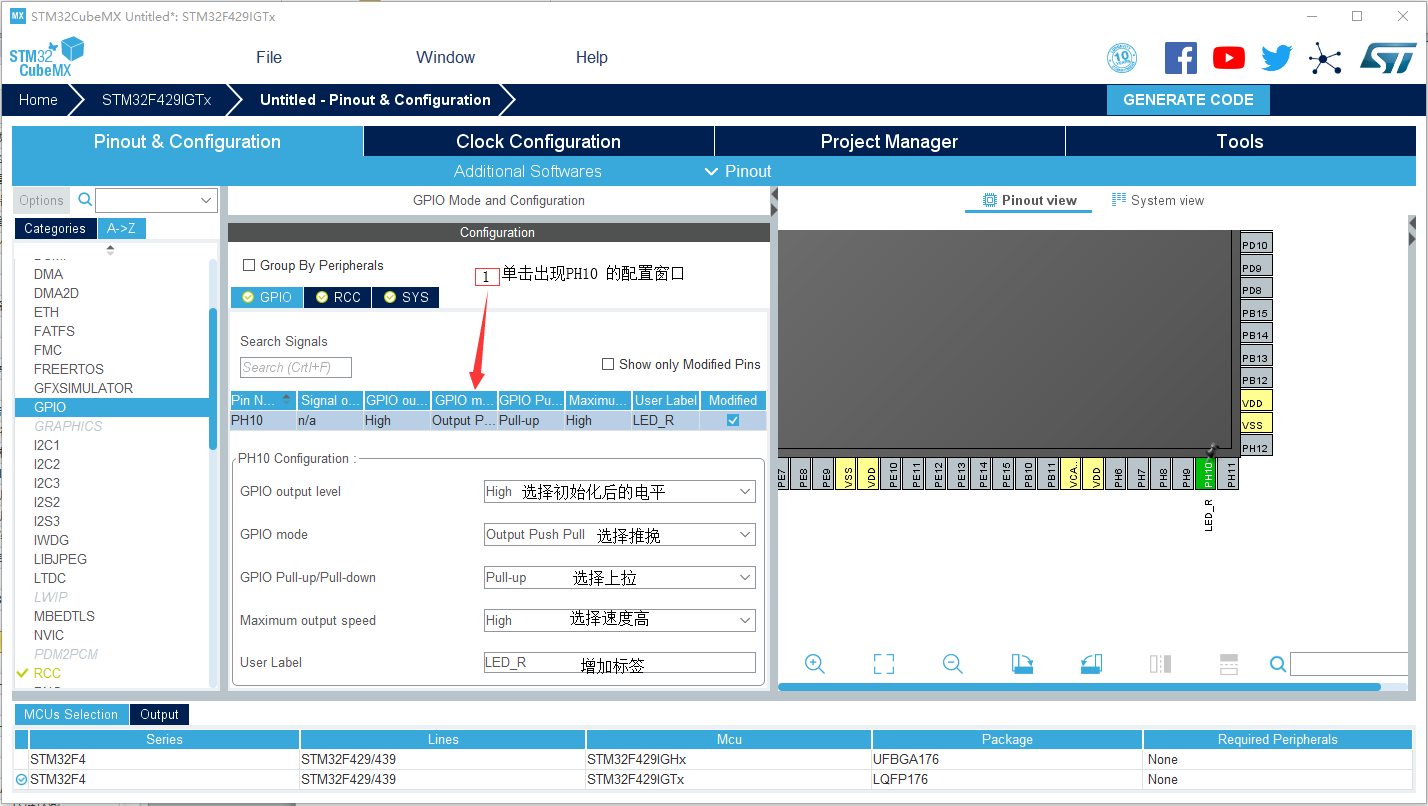 MX STM32CubeMX Untitled*: STM32F429IGTx
STM32 CubeMX
File Window Help
10
Home STM32F429IGTx Untitled - Pinout & Configuration GENERATE CODE
Pinout & Configuration Clock Configuration Project Manager Tools
Additional Softwares Pinout
Options
Categories A->Z
DMA
DMA2D
ETH
FATFS
FMC
FREERTOS
GFXSIMULATOR
GPIO
GRAPHICS
I2C1
I2C2
I2C3
I2S2
I2S3
IWDG
LIBJPEG
LTDC
LWIP
MBEDTLS
NVIC
PDM2PCM
RCC
GPIO Mode and Configuration
Configuration
Group By Peripherals
1 单击出现PH10 的配置窗口
GPIO RCC SYS
Search Signals
Search (Crtl+F)
Show only Modified Pins
Pin N... Signal o... GPIO ou... GPIO m... GPIO Pu... Maximu... User Label Modified
PH10 n/a High Output P... Pull-up High LED_R
PH10 Configuration :
GPIO output level High 选择初始化后的电平
GPIO mode Output Push Pull 选择推挽
GPIO Pull-up/Pull-down Pull-up 选择上拉
Maximum output speed High 选择速度高
User Label LED_R 增加标签
Pinout view System view
PD10
PD9
PD8
PB15
PB14
PB13
PB12
VDD
VSS
PH12
PE7 PE8 PE9 VSS VDD PE10 PE11 PE12 PE13 PE14 PE15 PB10 PB11 VCA.. VDD PH6 PH7 PH8 PH9 PH10 PH11
LED_R
MCUs Selection Output
Series Lines Mcu Package Required Peripherals
STM32F4 STM32F429/439 STM32F429IGHx UFBGA176 None
STM32F4 STM32F429/439 STM32F429IGTx LQFP176 None